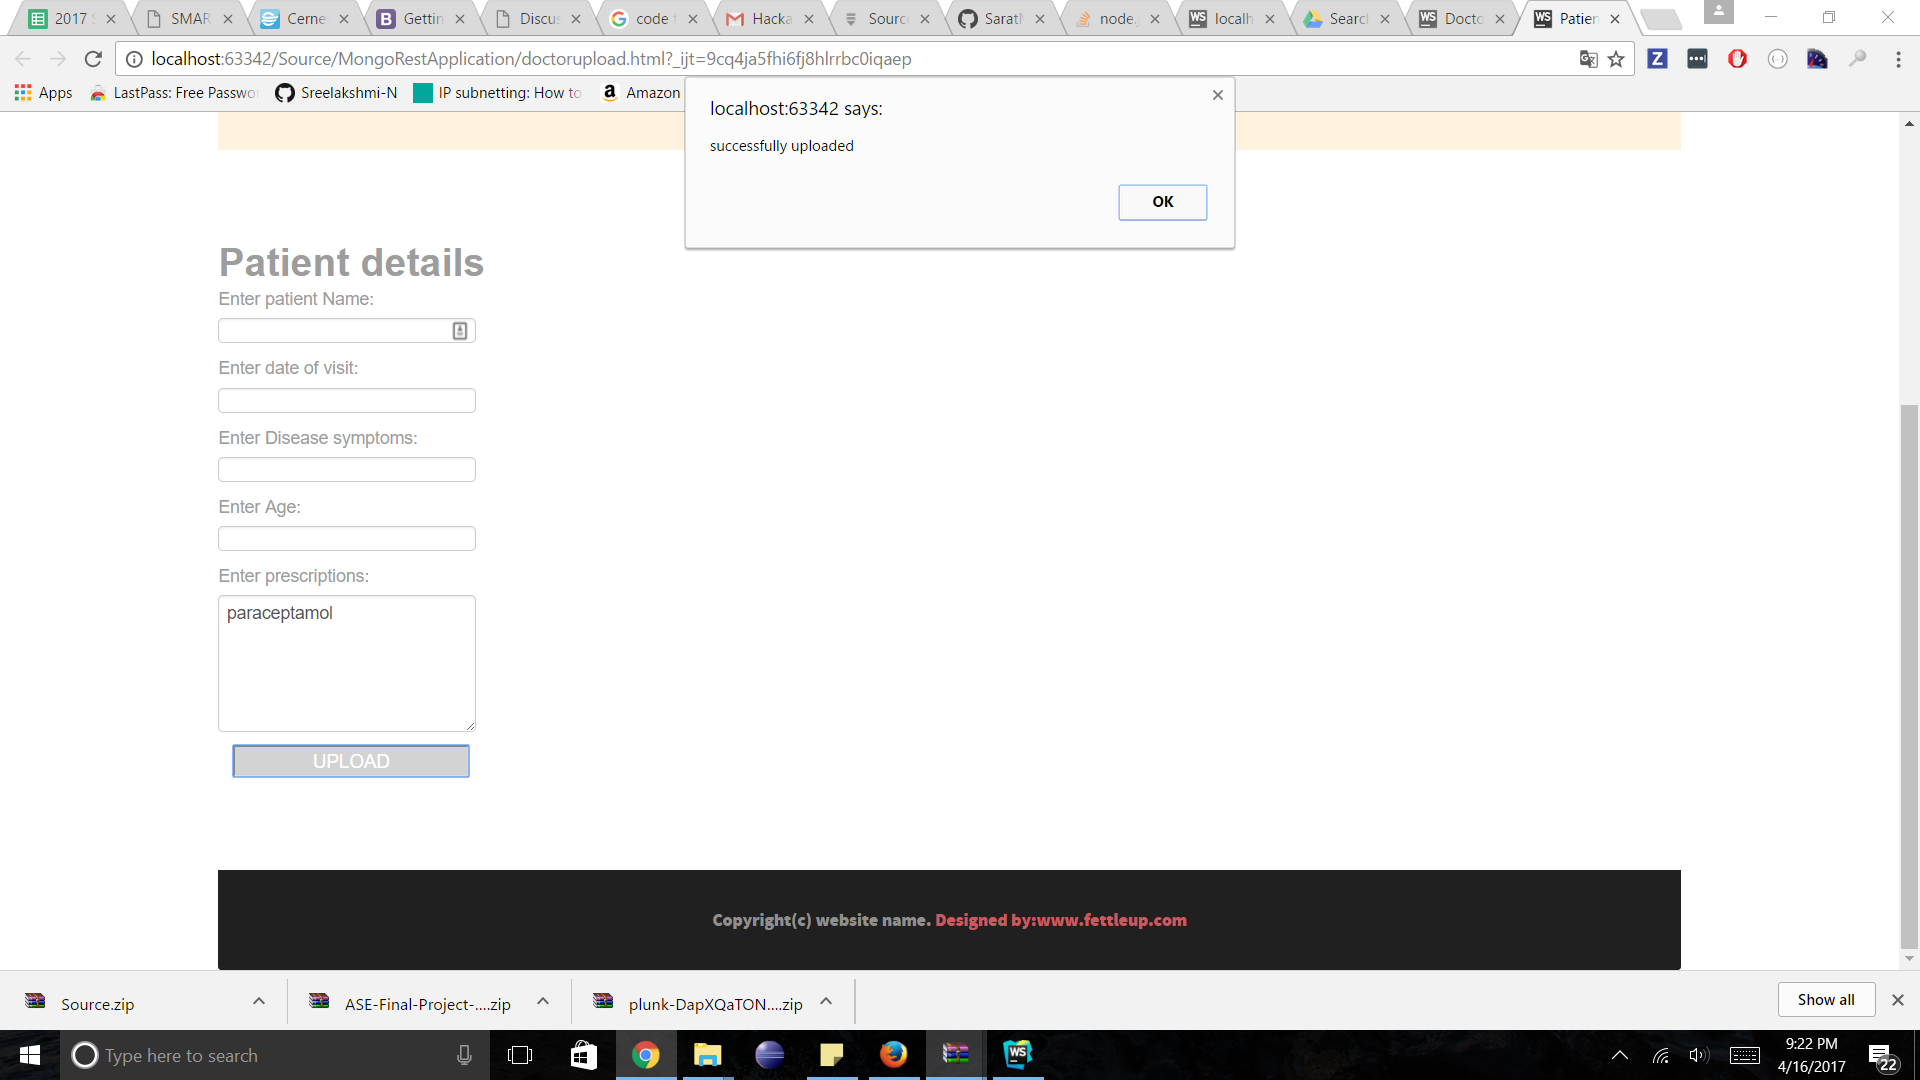 2017 S
SMAR
Cerne
Gettin
Discus
code f
Hacka
Source
SaratM
node.
localh
Searc
Docto
Patien
localhost:63342/Source/MongoRestApplication/doctorupload.html?_ijt=9cq4ja5fhi6fj8hlrrbc0iqaep
Apps
LastPass: Free Passwo
Sreelakshmi-N
IP subnetting: How to
Amazon
localhost:63342 says:
successfully uploaded
OK
Patient details
Enter patient Name:
Enter date of visit:
Enter Disease symptoms:
Enter Age:
Enter prescriptions:
paraceptamol
UPLOAD
Copyright(c) website name. Designed by:www.fettleup.com
Source.zip
ASE-Final-Project-....zip
plunk-DapXQaTON....zip
Show all
Type here to search
WS
9:22 PM
4/16/2017
22